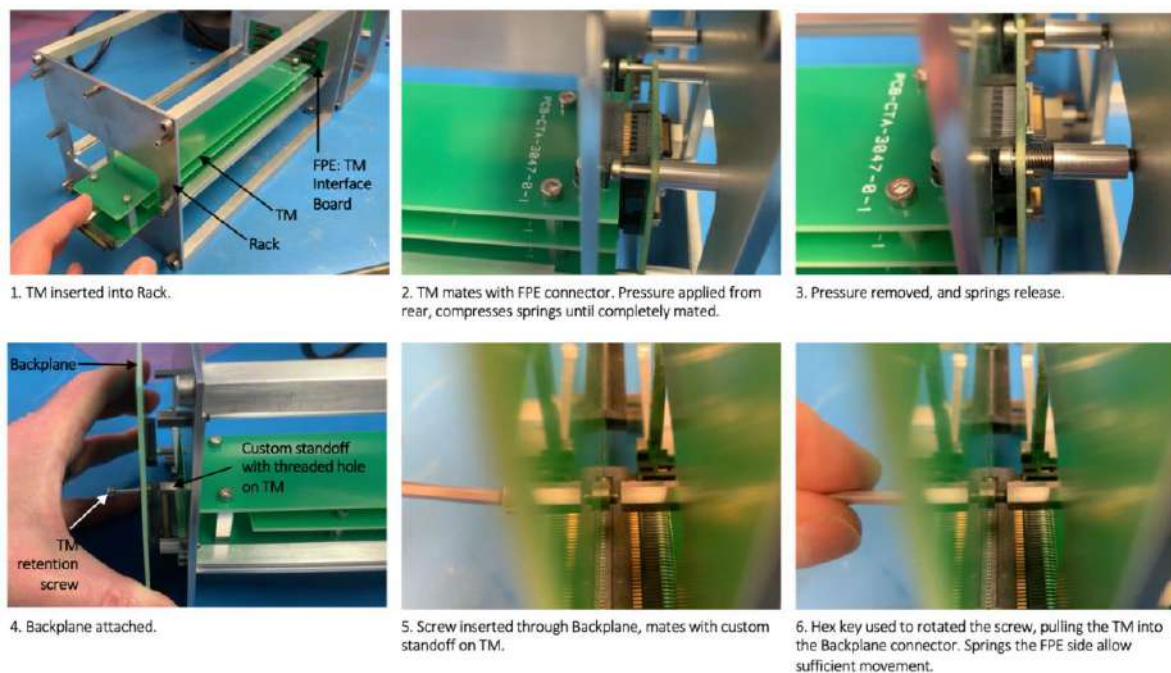 FPE: TM
Interface
Board
TM
Rack
PCB-CTA-3047-0-1
PCB-CTA-3047-0-1
1. TM inserted into Rack.
2. TM mates with FPE connector. Pressure applied from
rear, compresses springs until completely mated.
3. Pressure removed, and springs release.
Backplane
Custom standoff
with threaded hole
on TM
TM
retention
screw
4. Backplane attached.
5. Screw inserted through Backplane, mates with custom
standoff on TM.
6. Hex key used to rotated the screw, pulling the TM into
the Backplane connector. Springs the FPE side allow
sufficient movement.